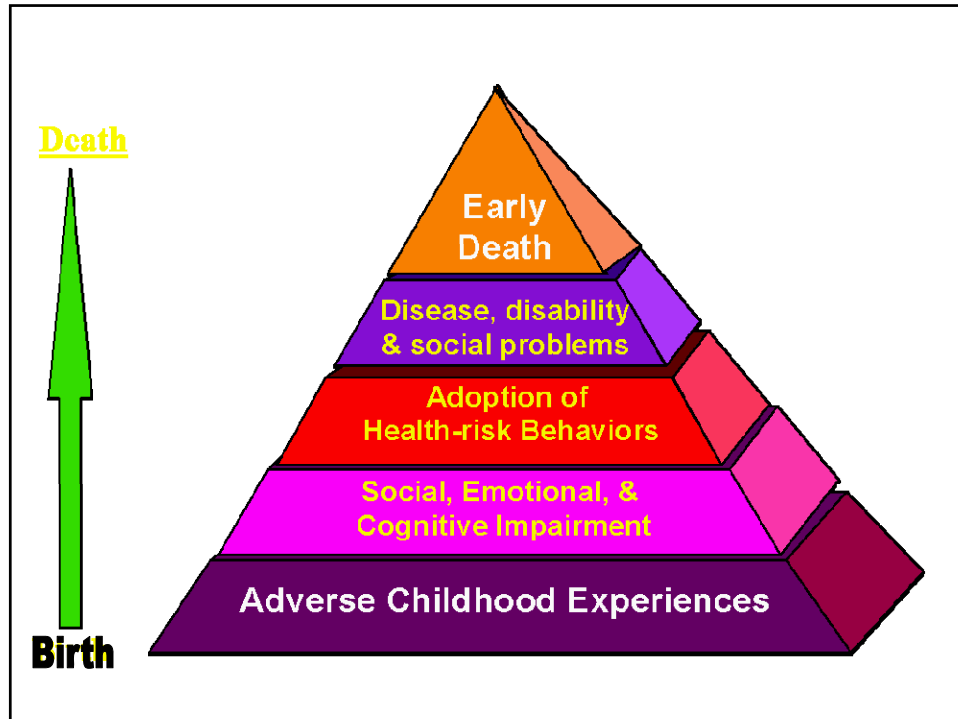 Death
Early
Death
Disease, disability
& social problems
Adoption of
Health-risk Behaviors
Social, Emotional, &
Cognitive Impairment
Adverse Childhood Experiences
Birth